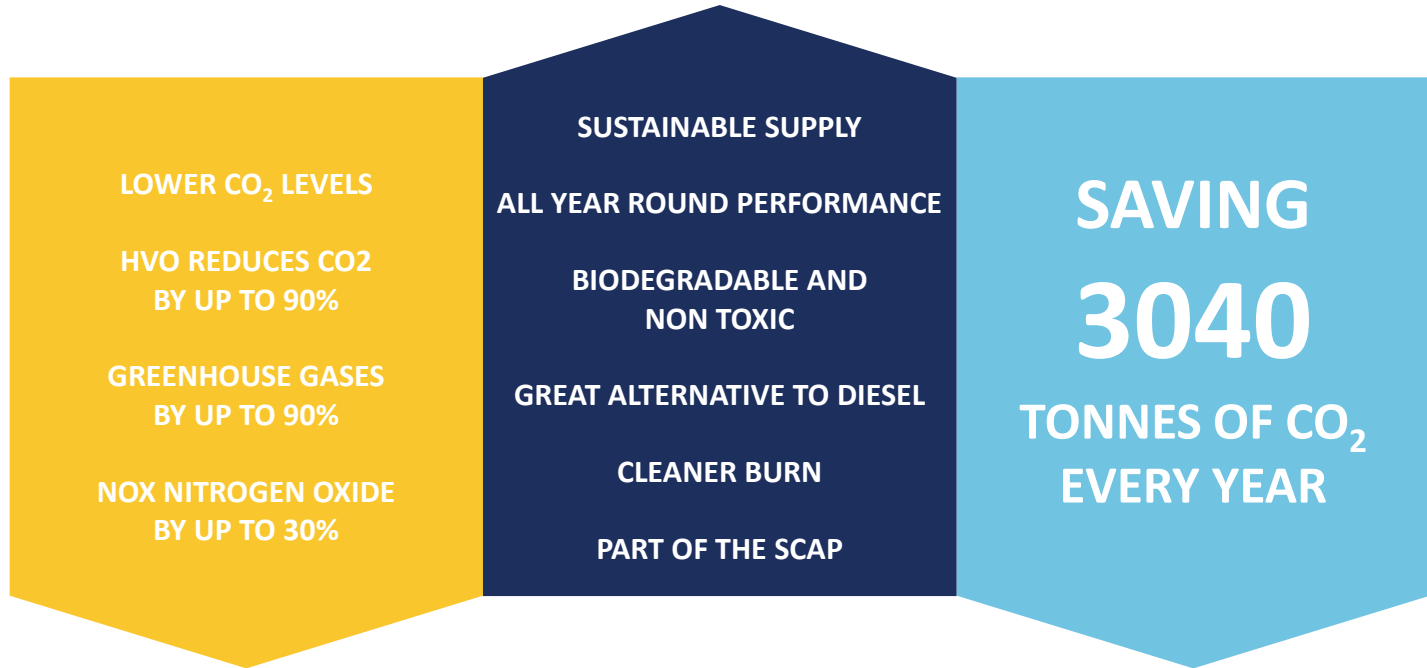 LOWER CO₂ LEVELS
HVO REDUCES CO2
BY UP TO 90%
GREENHOUSE GASES
BY UP TO 90%
NOX NITROGEN OXIDE
BY UP TO 30%
SUSTAINABLE SUPPLY
ALL YEAR ROUND PERFORMANCE
BIODEGRADABLE AND
NON TOXIC
GREAT ALTERNATIVE TO DIESEL
CLEANER BURN
PART OF THE SCAP
SAVING
3040
TONNES OF CO₂
EVERY YEAR